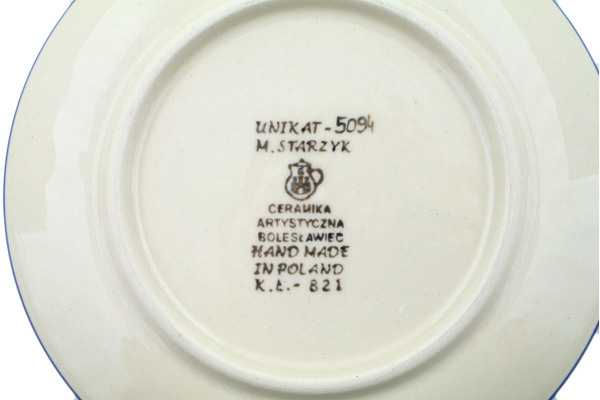 UNIKAT-5094
M. STARZYK
CERAMIKA
ARTYSTYCZNA
BOLESŁAWIEC
HAND MADE
IN POLAND
K.Ł.- 821